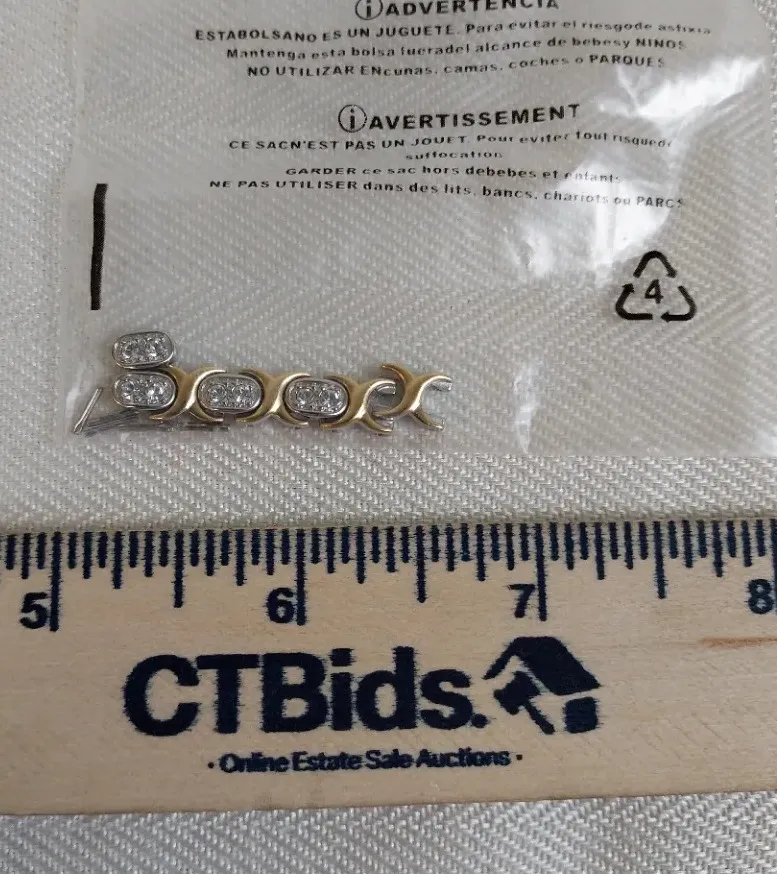 ⓘADVERTENCIA
ESTABOLSANO ES UN JUGUETE. Para evitar el riesgode asfixia
Mantenga esta bolsa fueradel alcance de bebesy NINOS
NO UTILIZAR ENcunas, camas, coches o PARQUES
ⓘAVERTISSEMENT
CE SACN'EST PAS UN JOUET. Pour eviter tout risquede
suffocation
GARDER ce sac hors debebes et enfants
NE PAS UTILISER dans des lits, bancs, chariots ou PARCS
4
5 6 7 8
CTBids.
· Online Estate Sale Auctions ·